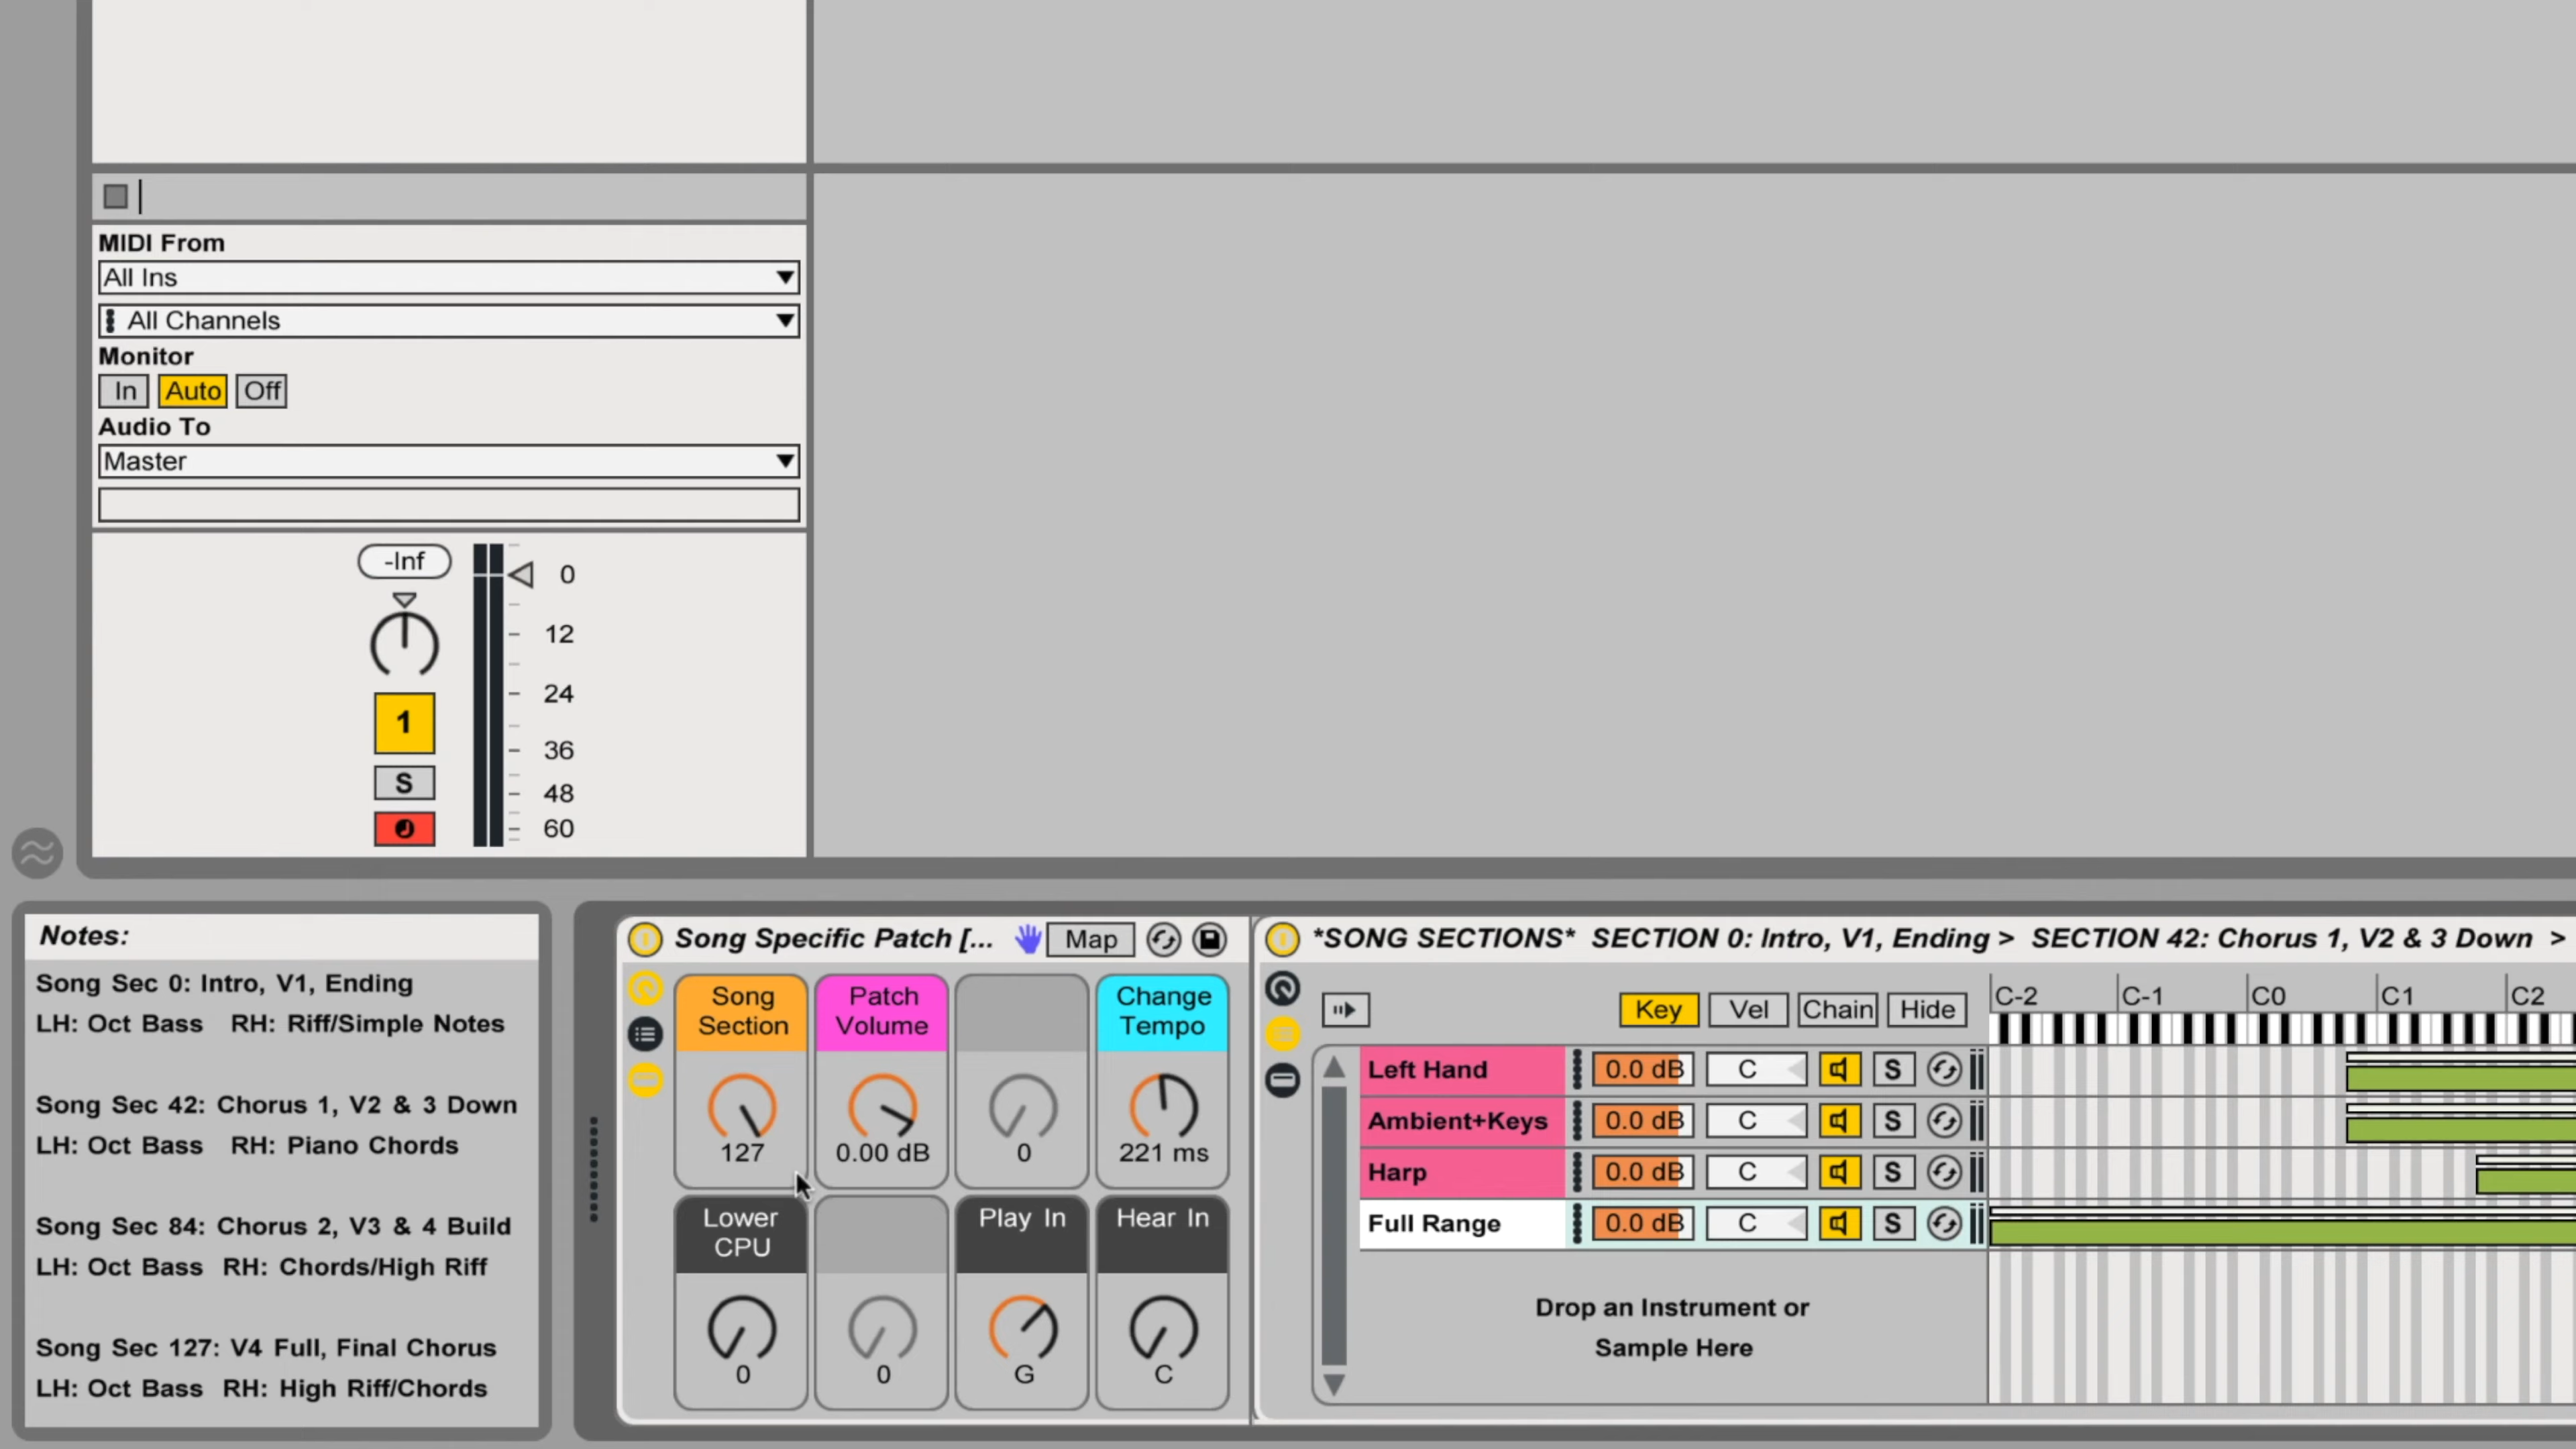 MIDI From
All Ins
All Channels
Monitor
In Auto Off
Audio To
Master
-Inf
0
12
24
36
48
60
1
S
Notes:
Song Sec 0: Intro, V1, Ending
LH: Oct Bass RH: Riff/Simple Notes
Song Sec 42: Chorus 1, V2 & 3 Down
LH: Oct Bass RH: Piano Chords
Song Sec 84: Chorus 2, V3 & 4 Build
LH: Oct Bass RH: Chords/High Riff
Song Sec 127: V4 Full, Final Chorus
LH: Oct Bass RH: High Riff/Chords
Song Specific Patch [... Map
Song Section
127
Patch Volume
0.00 dB
0
Change Tempo
221 ms
Lower CPU
0
0
Play In
G
Hear In
C
*SONG SECTIONS* SECTION 0: Intro, V1, Ending > SECTION 42: Chorus 1, V2 & 3 Down >
Key Vel Chain Hide
C-2 C-1 C0 C1 C2
Left Hand 0.0 dB C S
Ambient+Keys 0.0 dB C S
Harp 0.0 dB C S
Full Range 0.0 dB C S
Drop an Instrument or
Sample Here